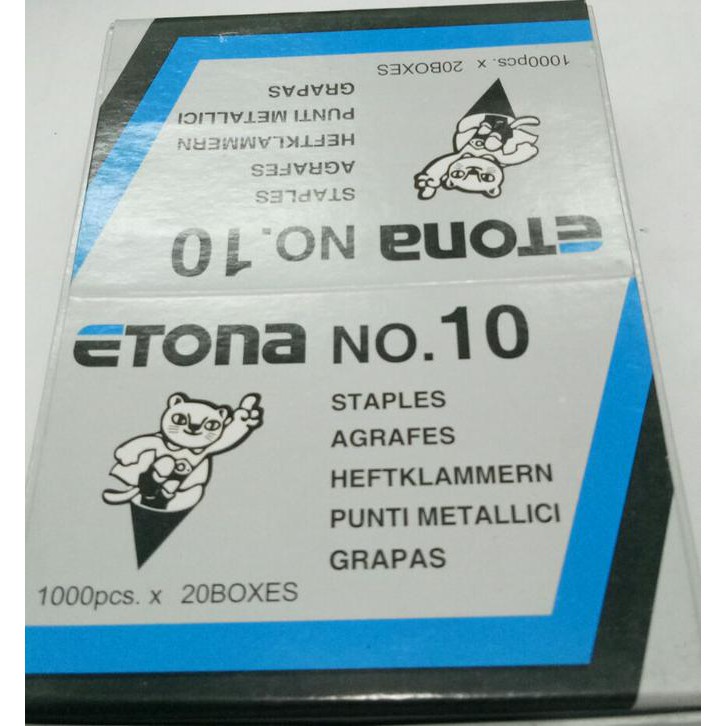 1000pcs. x 20BOXES
GRAPAS
PUNTI METALLICI
HEFTKLAMMERN
AGRAFES
STAPLES
ETONA NO.10
ETONA NO.10
STAPLES
AGRAFES
HEFTKLAMMERN
PUNTI METALLICI
GRAPAS
1000pcs. x 20BOXES